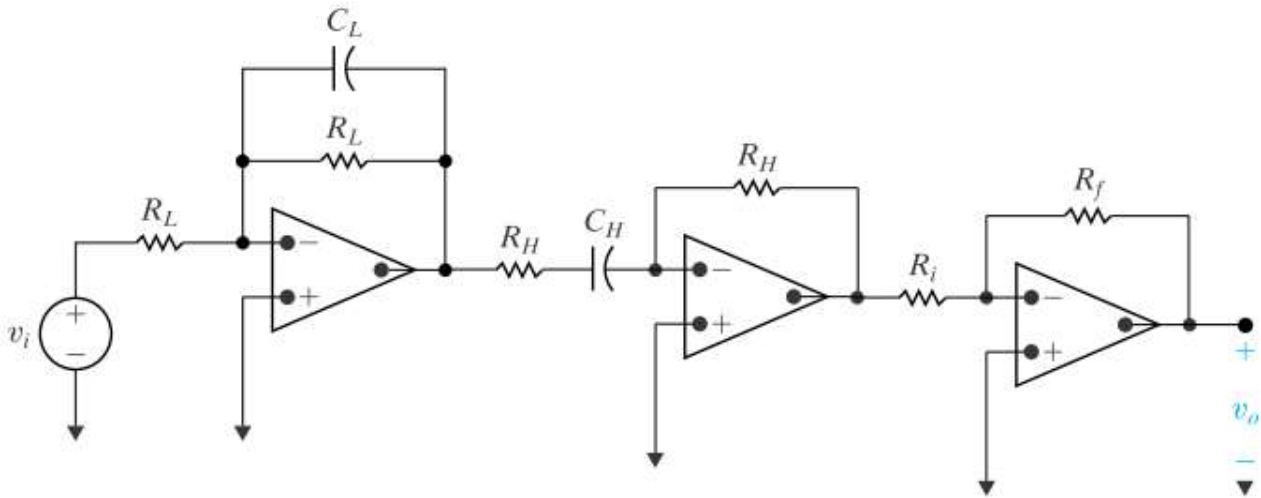 C_L
R_L
R_H
R_f
R_L
R_H
C_H
R_i
−
+
−
+
−
+
+
v_i
−
+
v_o
−